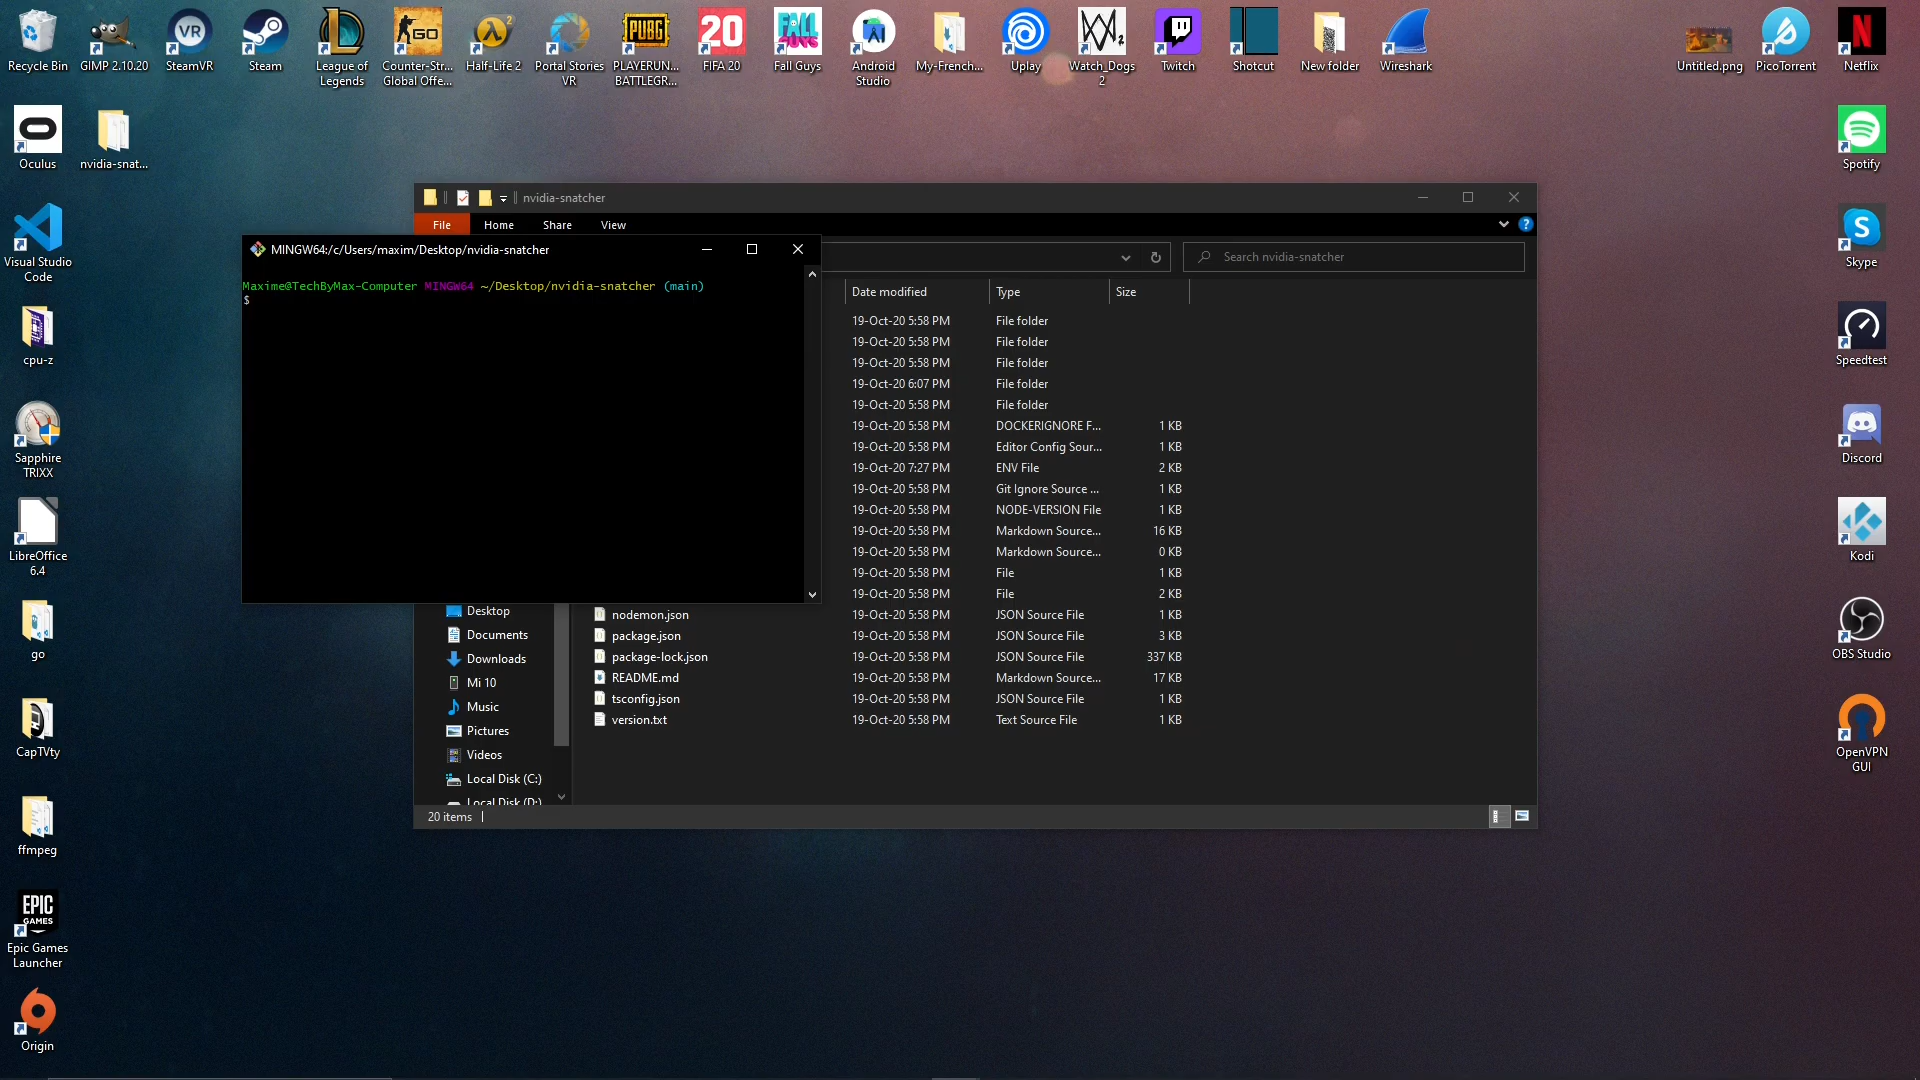 Recycle Bin
GIMP 2.10.20
SteamVR
Steam
League of
Legends
Counter-Str...
Global Offe...
Half-Life 2
Portal Stories
VR
PLAYERUN...
BATTLEGR...
FIFA 20
Fall Guys
Android
Studio
My-French...
Uplay
Watch_Dogs
2
Twitch
Shotcut
New folder
Wireshark
Untitled.png
PicoTorrent
Netflix
Oculus
nvidia-snat...
Spotify
Visual Studio
Code
Skype
cpu-z
Speedtest
Sapphire
TRIXX
Discord
LibreOffice
6.4
Kodi
go
OBS Studio
CapTVty
OpenVPN
GUI
ffmpeg
EPIC
GAMES
Epic Games
Launcher
Origin
nvidia-snatcher
File Home Share View
Search nvidia-snatcher
MINGW64:/c/Users/maxim/Desktop/nvidia-snatcher
Maxime@TechByMax-Computer MINGW64 ~/Desktop/nvidia-snatcher (main)
$
Date modified Type Size
19-Oct-20 5:58 PM File folder
19-Oct-20 5:58 PM File folder
19-Oct-20 5:58 PM File folder
19-Oct-20 6:07 PM File folder
19-Oct-20 5:58 PM File folder
19-Oct-20 5:58 PM DOCKERIGNORE F... 1 KB
19-Oct-20 5:58 PM Editor Config Sour... 1 KB
19-Oct-20 7:27 PM ENV File 2 KB
19-Oct-20 5:58 PM Git Ignore Source ... 1 KB
19-Oct-20 5:58 PM NODE-VERSION File 1 KB
19-Oct-20 5:58 PM Markdown Source... 16 KB
19-Oct-20 5:58 PM Markdown Source... 0 KB
19-Oct-20 5:58 PM File 1 KB
19-Oct-20 5:58 PM File 2 KB
nodemon.json 19-Oct-20 5:58 PM JSON Source File 1 KB
package.json 19-Oct-20 5:58 PM JSON Source File 3 KB
package-lock.json 19-Oct-20 5:58 PM JSON Source File 337 KB
README.md 19-Oct-20 5:58 PM Markdown Source... 17 KB
tsconfig.json 19-Oct-20 5:58 PM JSON Source File 1 KB
version.txt 19-Oct-20 5:58 PM Text Source File 1 KB
Desktop
Documents
Downloads
Mi 10
Music
Pictures
Videos
Local Disk (C:)
Local Disk (D:)
20 items